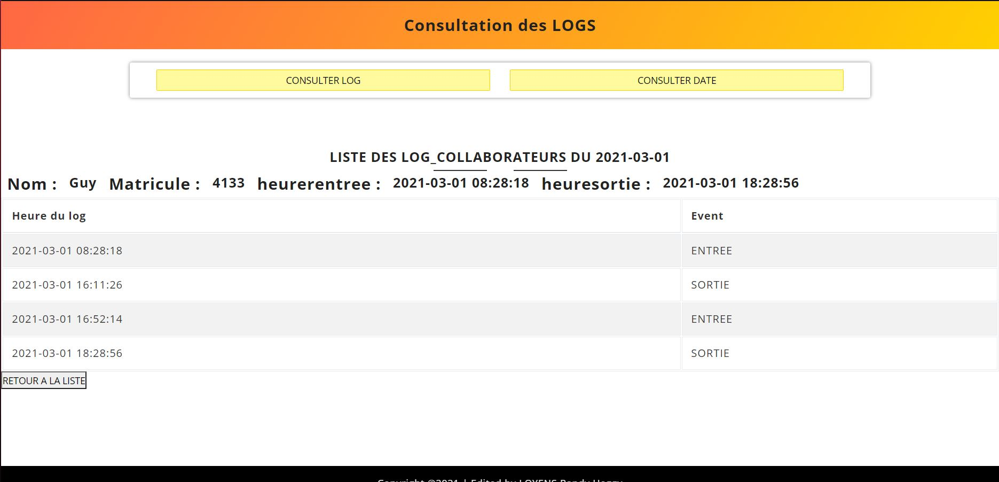 Consultation des LOGS
CONSULTER LOG CONSULTER DATE
LISTE DES LOG_COLLABORATEURS DU 2021-03-01
Nom : Guy Matricule : 4133 heurerentree : 2021-03-01 08:28:18 heuresortie : 2021-03-01 18:28:56
Heure du log Event
2021-03-01 08:28:18 ENTREE
2021-03-01 16:11:26 SORTIE
2021-03-01 16:52:14 ENTREE
2021-03-01 18:28:56 SORTIE
RETOUR A LA LISTE
Copyright ©2021 | Edited by LOYENS Randy